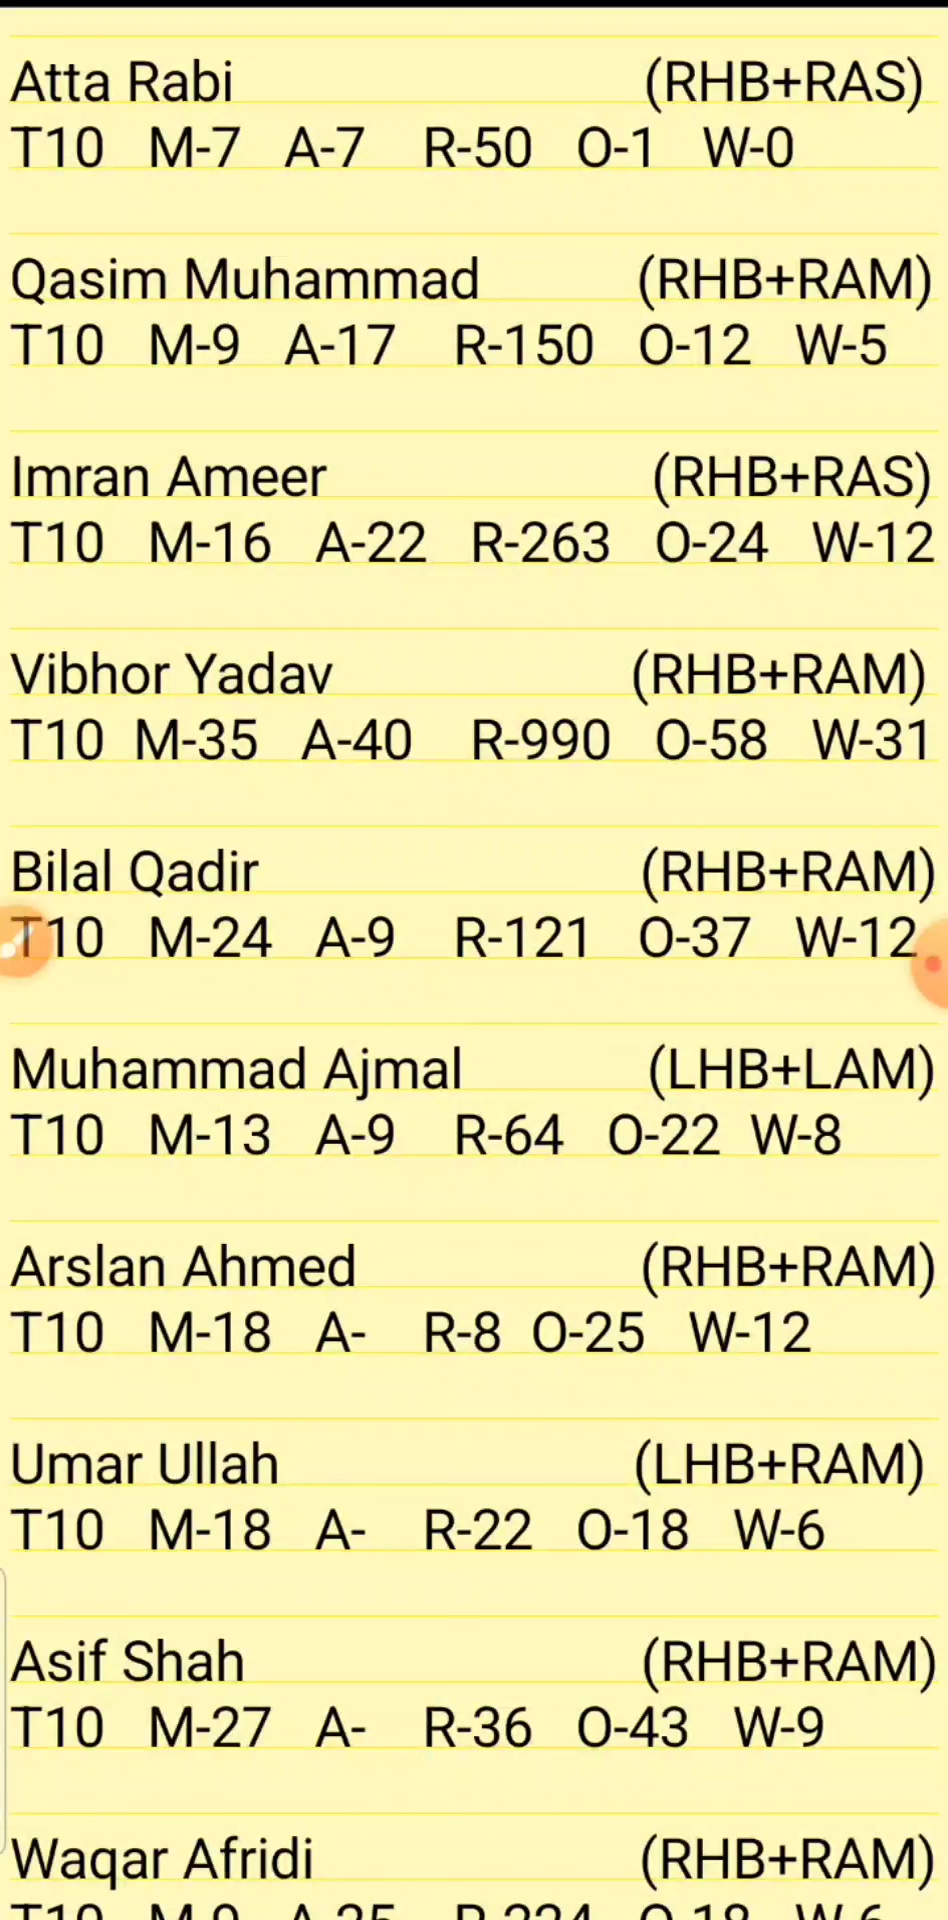 Atta Rabi (RHB+RAS)
T10 M-7 A-7 R-50 O-1 W-0
Qasim Muhammad (RHB+RAM)
T10 M-9 A-17 R-150 O-12 W-5
Imran Ameer (RHB+RAS)
T10 M-16 A-22 R-263 O-24 W-12
Vibhor Yadav (RHB+RAM)
T10 M-35 A-40 R-990 O-58 W-31
Bilal Qadir (RHB+RAM)
T10 M-24 A-9 R-121 O-37 W-12
Muhammad Ajmal (LHB+LAM)
T10 M-13 A-9 R-64 O-22 W-8
Arslan Ahmed (RHB+RAM)
T10 M-18 A- R-8 O-25 W-12
Umar Ullah (LHB+RAM)
T10 M-18 A- R-22 O-18 W-6
Asif Shah (RHB+RAM)
T10 M-27 A- R-36 O-43 W-9
Waqar Afridi (RHB+RAM)
T10